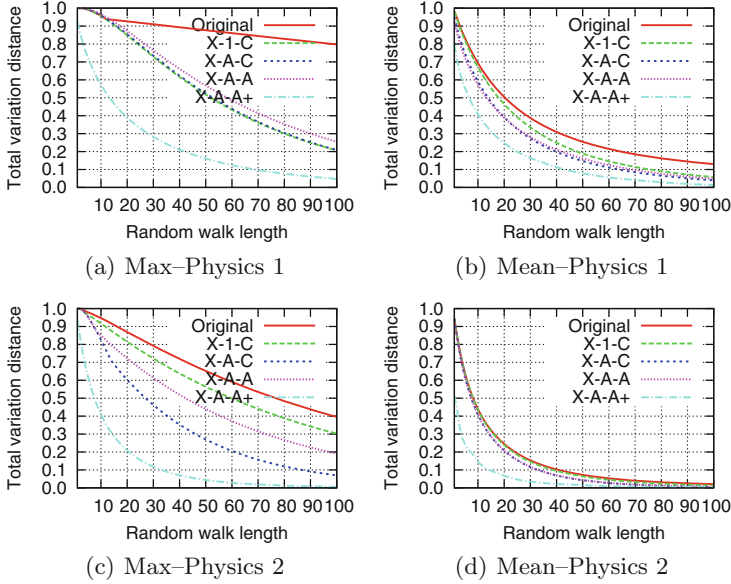 Total variation distance
1.0
0.9
0.8
0.7
0.6
0.5
0.4
0.3
0.2
0.1
0.0
Original
X-1-C
X-A-C
X-A-A
X-A-A+
10 20 30 40 50 60 70 80 90 100
Random walk length
(a) Max–Physics 1
Total variation distance
1.0
0.9
0.8
0.7
0.6
0.5
0.4
0.3
0.2
0.1
0.0
Original
X-1-C
X-A-C
X-A-A
X-A-A+
10 20 30 40 50 60 70 80 90 100
Random walk length
(b) Mean–Physics 1
Total variation distance
1.0
0.9
0.8
0.7
0.6
0.5
0.4
0.3
0.2
0.1
0.0
Original
X-1-C
X-A-C
X-A-A
X-A-A+
10 20 30 40 50 60 70 80 90 100
Random walk length
(c) Max–Physics 2
Total variation distance
1.0
0.9
0.8
0.7
0.6
0.5
0.4
0.3
0.2
0.1
0.0
Original
X-1-C
X-A-C
X-A-A
X-A-A+
10 20 30 40 50 60 70 80 90 100
Random walk length
(d) Mean–Physics 2